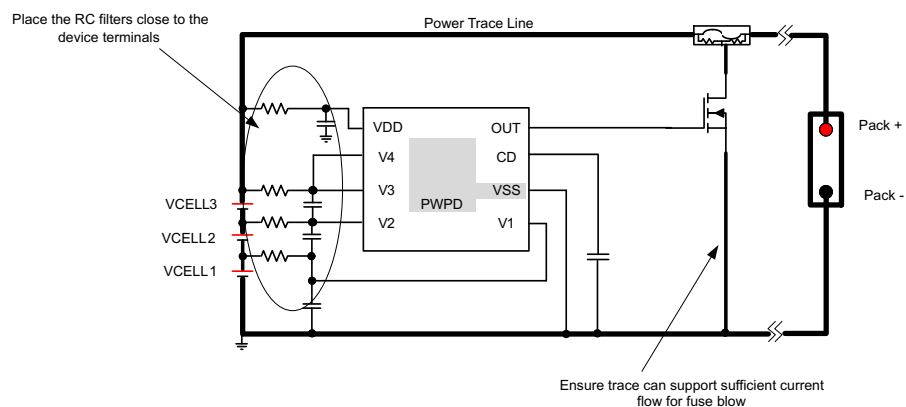 Place the RC filters close to the
device terminals
Power Trace Line
Pack +
Pack -
VDD
OUT
V4
CD
V3
VSS
PWPD
V2
V1
VCELL3
VCELL2
VCELL1
Ensure trace can support sufficient current
flow for fuse blow